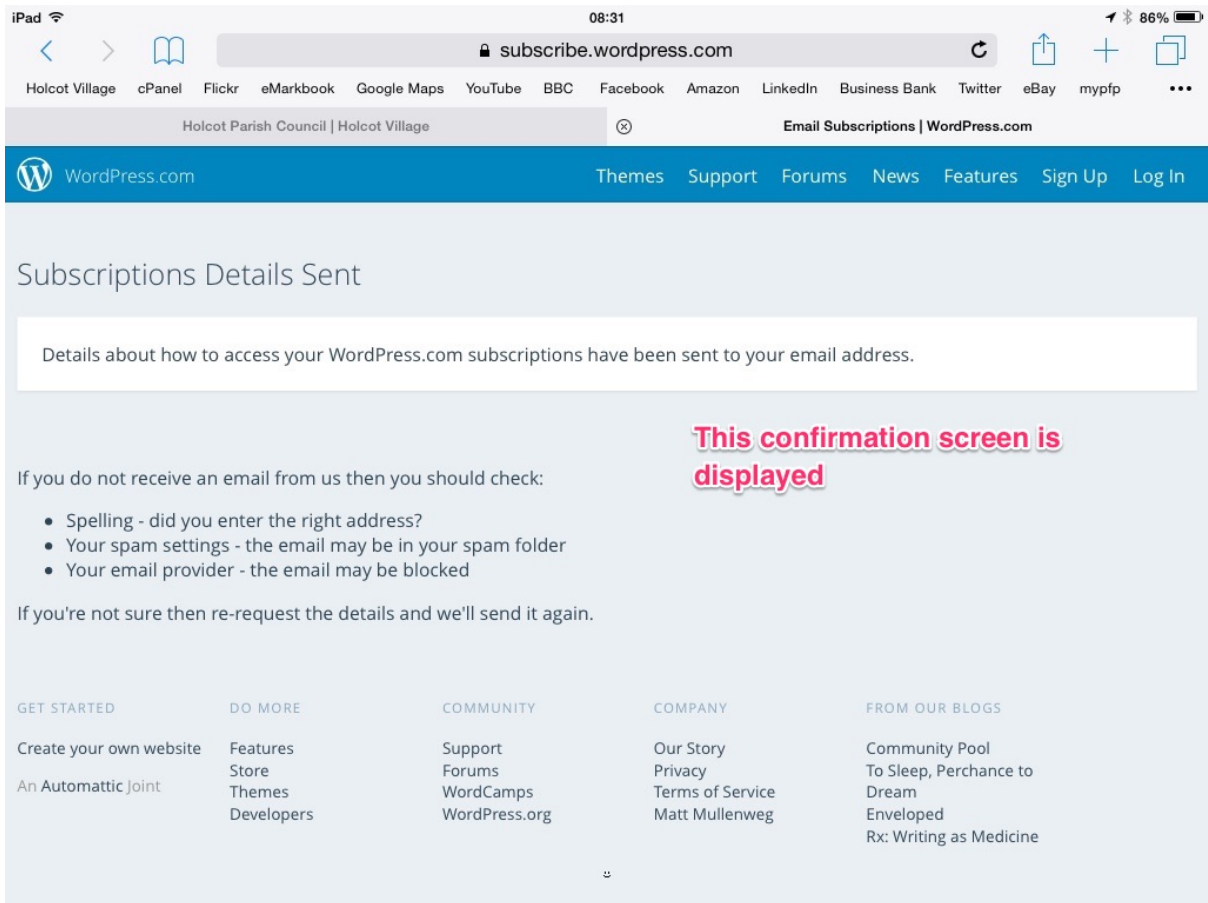 iPad 08:31 86%
subscribe.wordpress.com
Holcot Village cPanel Flickr eMarkbook Google Maps YouTube BBC Facebook Amazon LinkedIn Business Bank Twitter eBay mypfp •••
Holcot Parish Council | Holcot Village Email Subscriptions | WordPress.com
WordPress.com Themes Support Forums News Features Sign Up Log In
Subscriptions Details Sent
Details about how to access your WordPress.com subscriptions have been sent to your email address.
This confirmation screen is
displayed
If you do not receive an email from us then you should check:
• Spelling - did you enter the right address?
• Your spam settings - the email may be in your spam folder
• Your email provider - the email may be blocked
If you're not sure then re-request the details and we'll send it again.
GET STARTED
Create your own website
An Automattic Joint
DO MORE
Features
Store
Themes
Developers
COMMUNITY
Support
Forums
WordCamps
WordPress.org
COMPANY
Our Story
Privacy
Terms of Service
Matt Mullenweg
FROM OUR BLOGS
Community Pool
To Sleep, Perchance to
Dream
Enveloped
Rx: Writing as Medicine